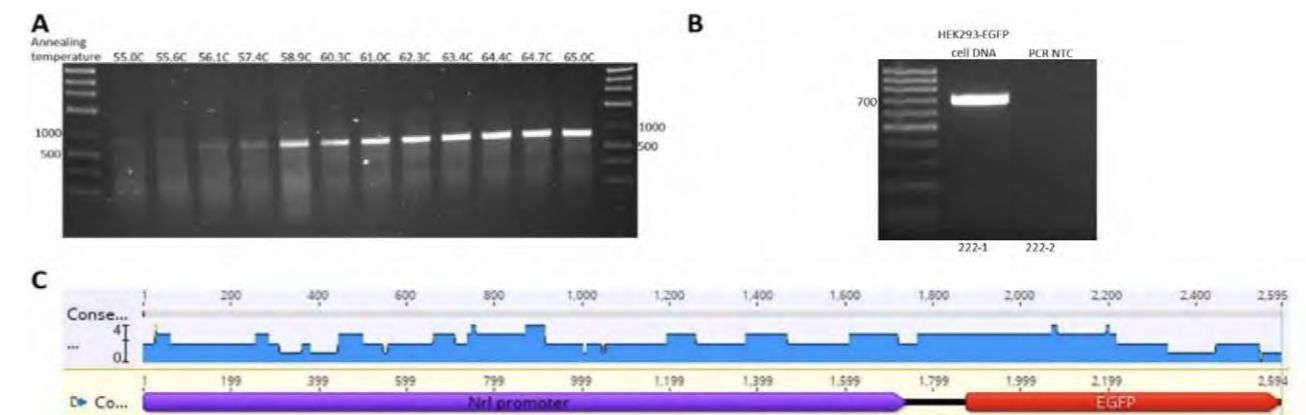 A
Annealing
temperature 55.0C 55.6C 56.1C 57.4C 58.9C 60.3C 61.0C 62.3C 63.4C 64.4C 64.7C 65.0C
1000
500
1000
500
B
HEK293-EGFP
cell DNA PCR NTC
700
222-1 222-2
C
1 200 400 600 800 1,000 1,200 1,400 1,600 1,800 2,000 2,200 2,400 2,595
Conse...
4
...
0
1 199 399 599 799 999 1,199 1,399 1,599 1,799 1,999 2,199 2,594
Co...
Nrl promoter EGFP